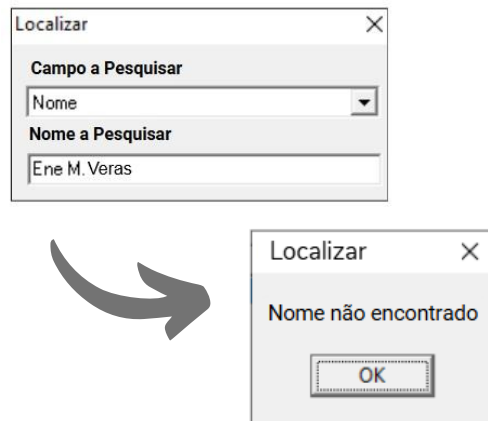 Localizar
Campo a Pesquisar
Nome
Nome a Pesquisar
Ene M. Veras
Localizar
Nome não encontrado
OK